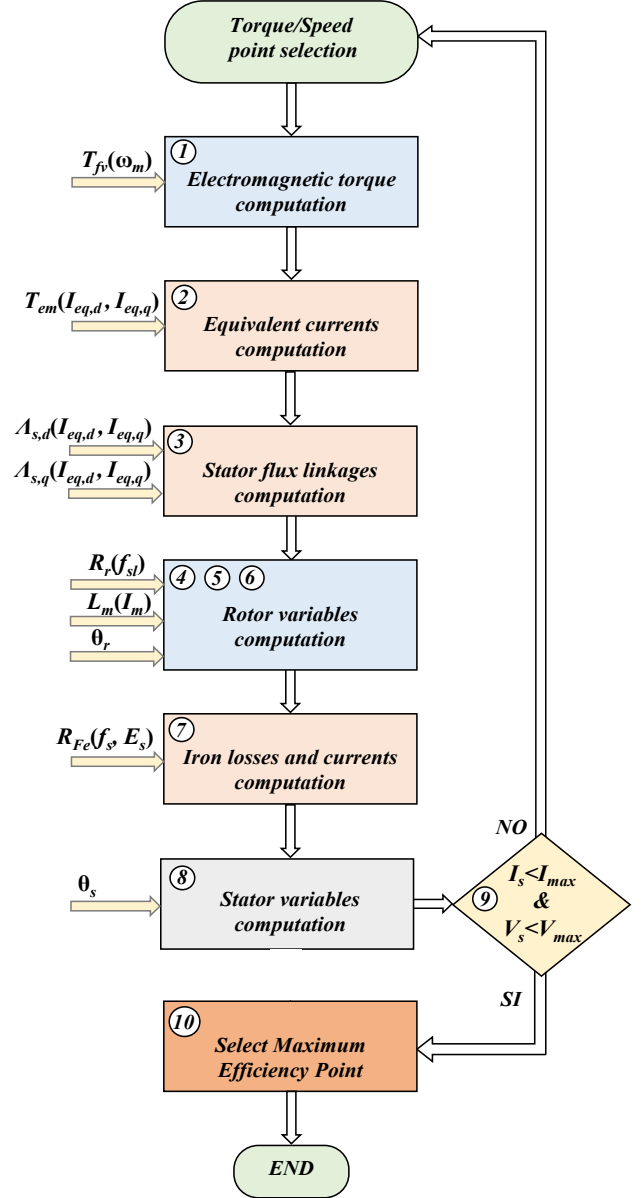 Torque/Speed
point selection
T_fv(ω_m)
1
Electromagnetic torque
computation
T_em(I_eq,d, I_eq,q)
2
Equivalent currents
computation
Λ_s,d(I_eq,d, I_eq,q)
Λ_s,q(I_eq,d, I_eq,q)
3
Stator flux linkages
computation
R_r(f_sl)
L_m(I_m)
θ_r
4 5 6
Rotor variables
computation
R_Fe(f_s, E_s)
7
Iron losses and currents
computation
θ_s
8
Stator variables
computation
NO
9
I_s<I_max
&
V_s<V_max
SI
10
Select Maximum
Efficiency Point
END